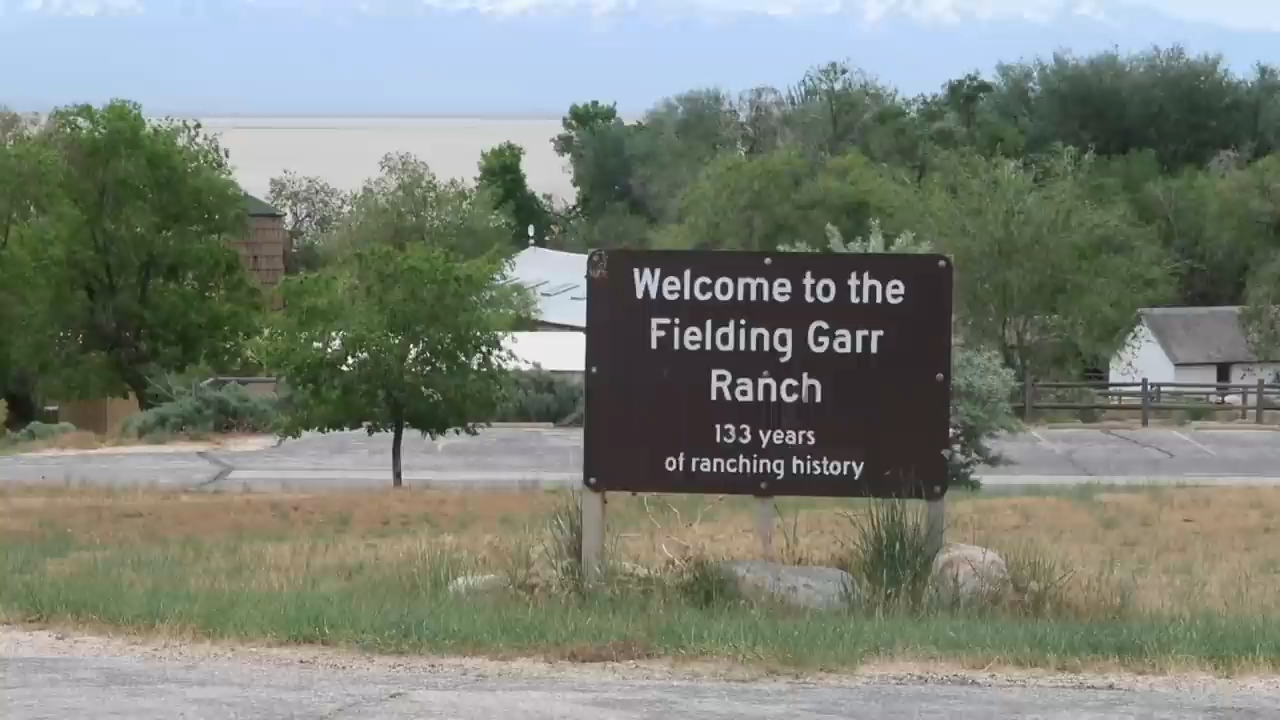 Welcome to the
Fielding Garr
Ranch
133 years
of ranching history